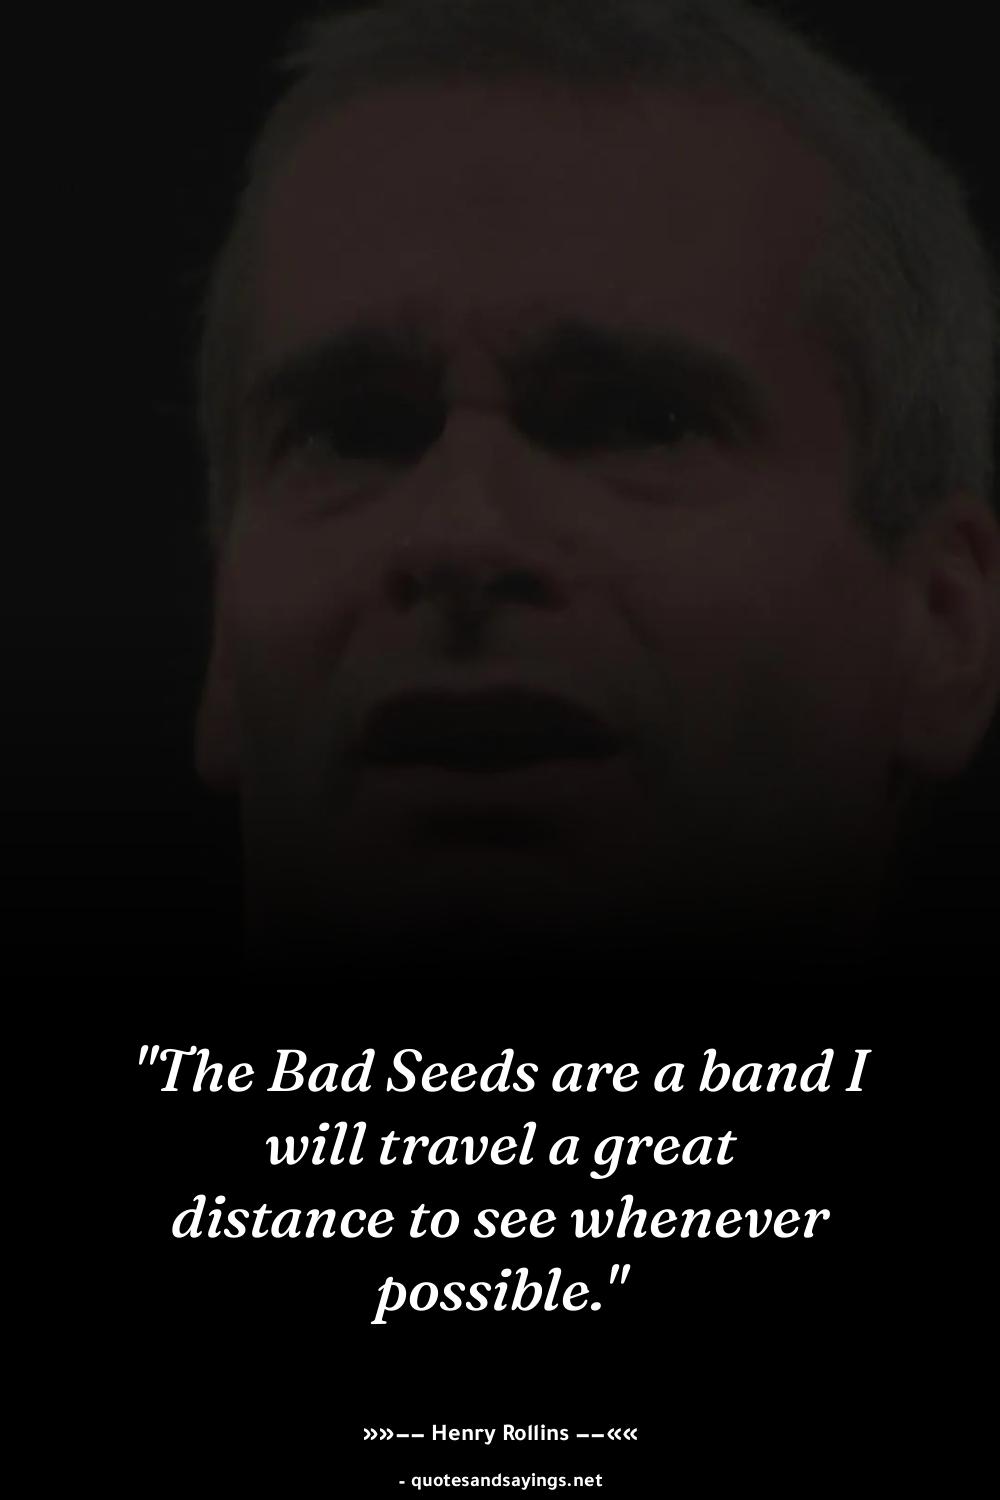 "The Bad Seeds are a band I
will travel a great
distance to see whenever
possible."
»»–– Henry Rollins ––««
- quotesandsayings.net